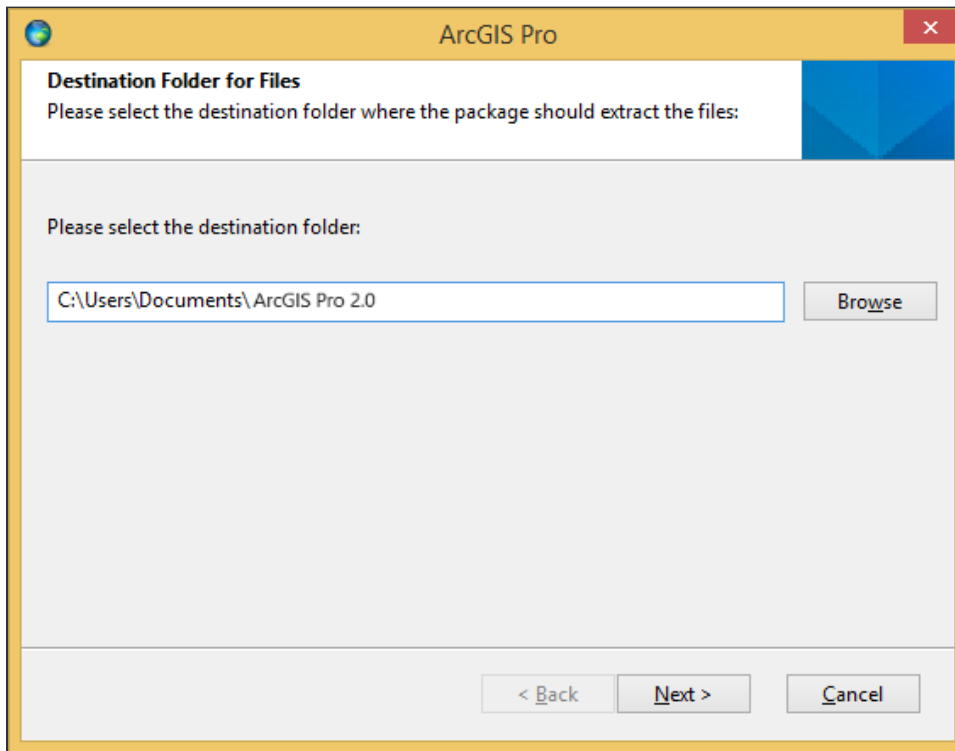 ArcGIS Pro
Destination Folder for Files
Please select the destination folder where the package should extract the files:
Please select the destination folder:
C:\Users\Documents\ ArcGIS Pro 2.0
Browse
< Back
Next >
Cancel